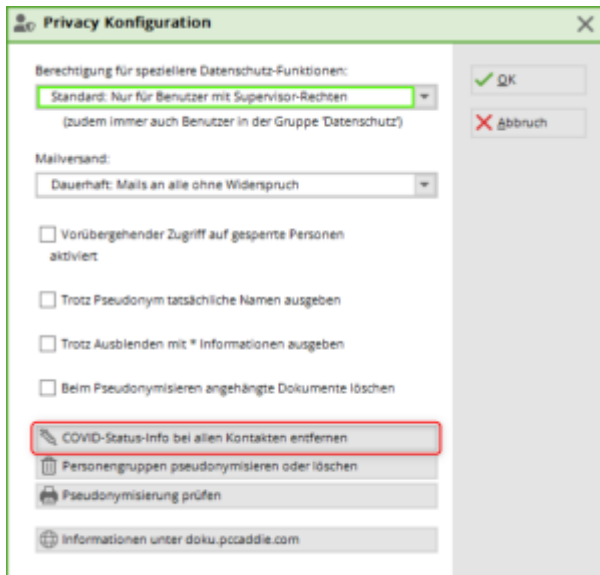 Privacy Konfiguration
Berechtigung für speziellere Datenschutz-Funktionen:
Standard: Nur für Benutzer mit Supervisor-Rechten
(zudem immer auch Benutzer in der Gruppe 'Datenschutz')
Mailversand:
Dauerhaft: Mails an alle ohne Widerspruch
Vorübergehender Zugriff auf gesperrte Personen
aktiviert
Trotz Pseudonym tatsächliche Namen ausgeben
Trotz Ausblenden mit * Informationen ausgeben
Beim Pseudonymisieren angehängte Dokumente löschen
COVID-Status-Info bei allen Kontakten entfernen
Personengruppen pseudonymisieren oder löschen
Pseudonymisierung prüfen
Informationen unter doku.pccaddie.com
OK
Abbruch